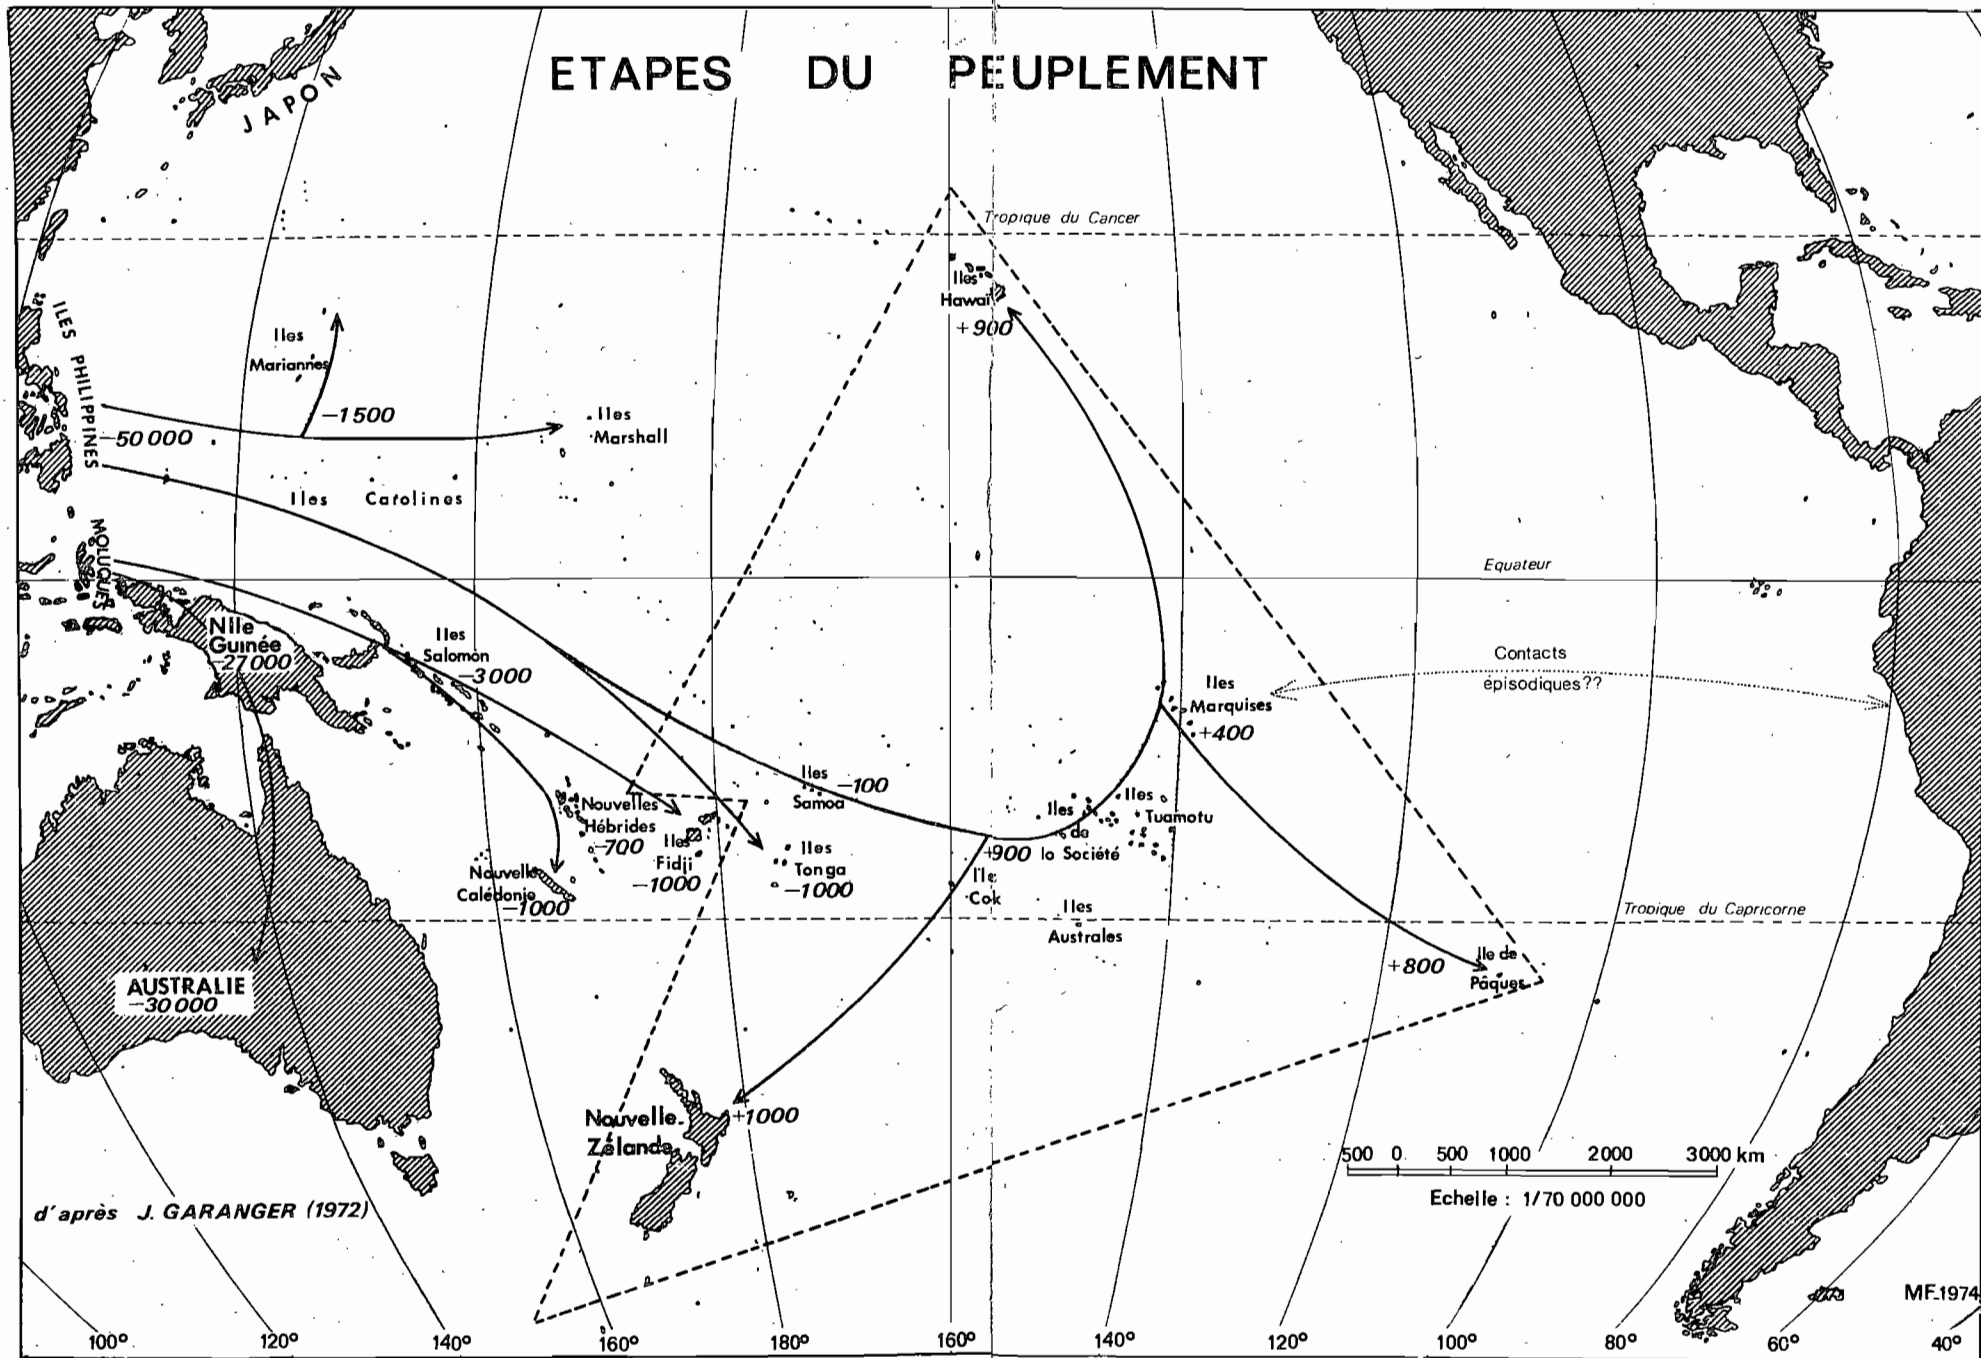 ETAPES DU PEUPLEMENT
JAPON
Tropique du Cancer
Iles
Hawaï
+900
ILES PHILIPPINES
Iles
Mariannes
-1500
-50 000
Iles
Marshall
Iles Carolines
MOLUQUES
Equateur
Nlle
Guinée
-27000
Iles
Salomon
-3000
Contacts
épisodiques??
Iles
Marquises
+400
Iles
Samoa
-100
Nouvelles
Hébrides
-700
Iles
Fidji
-1000
Iles
Tonga
-1000
Iles
de
la Société
+900
Iles
Tuamotu
Ile
Cok
Nouvelle
Calédonie
-1000
Iles
Australes
Tropique du Capricorne
+800
Ile de
Pâques
AUSTRALIE
-30 000
Nouvelle-
Zélande
+1000
500 0 500 1000 2000 3000 km
Echelle : 1/70 000 000
d'après J. GARANGER (1972)
MF-1974
100° 120° 140° 160° 180° 160° 140° 120° 100° 80° 60° 40°